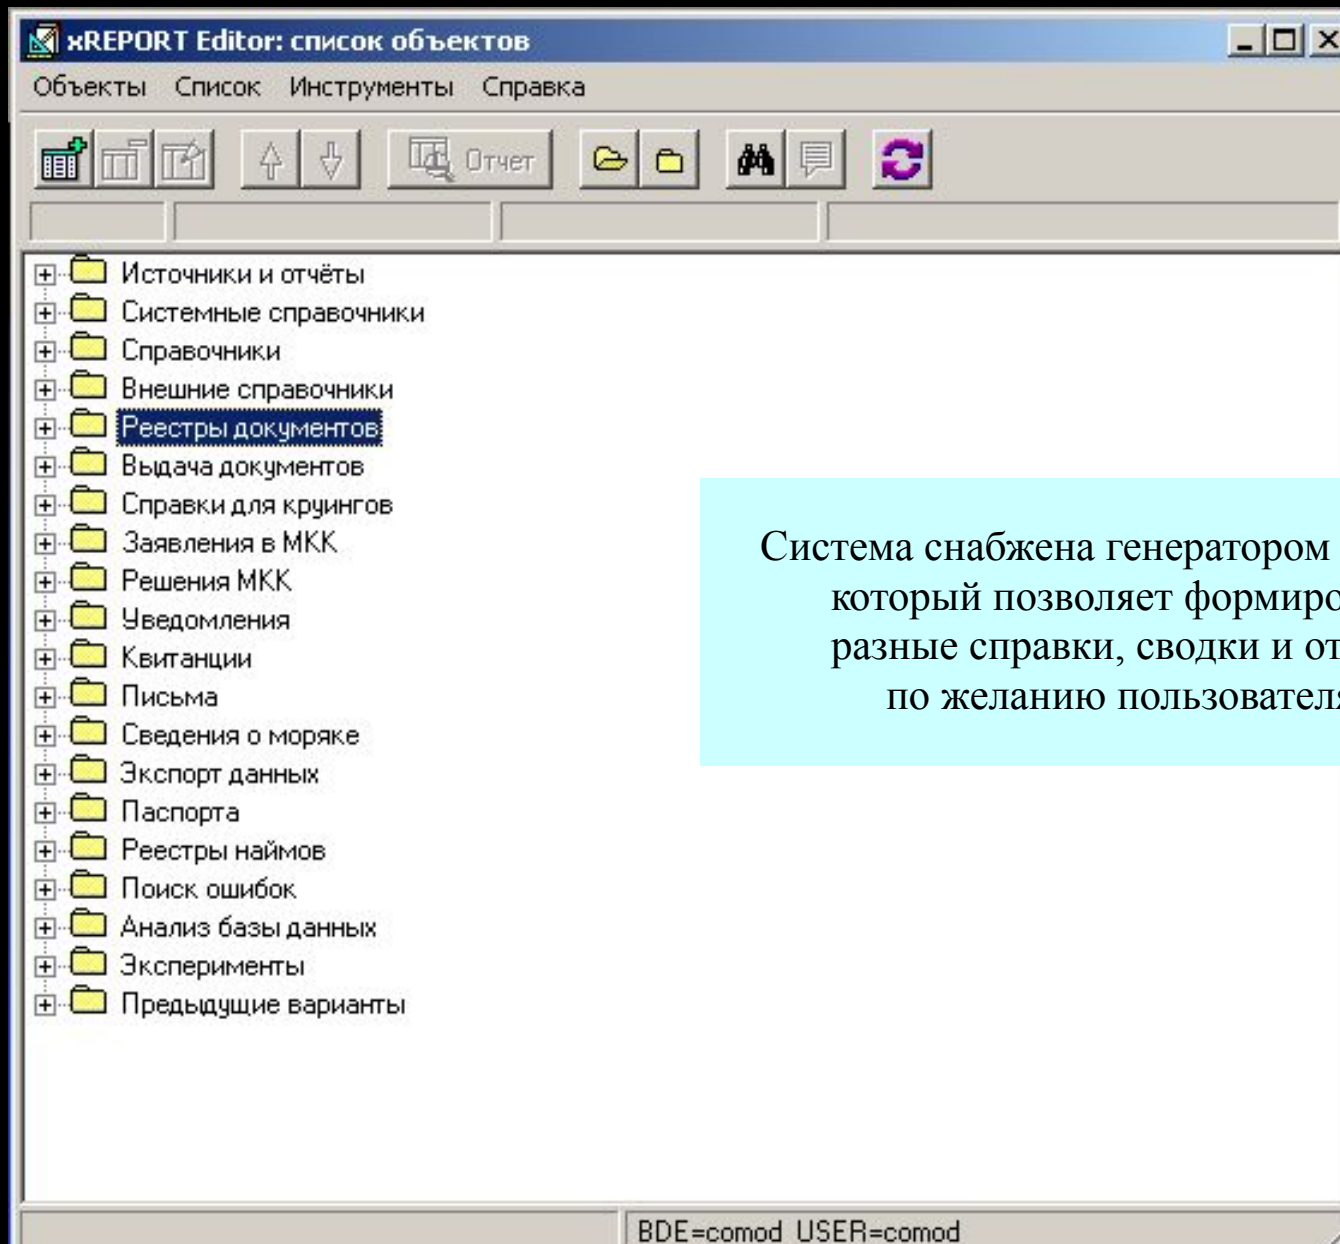 xREPORT Editor: список объектов
Объекты Список Инструменты Справка
Отчет
Источники и отчёты
Системные справочники
Справочники
Внешние справочники
Реестры документов
Выдача документов
Справки для круингов
Заявления в МКК
Решения МКК
Уведомления
Квитанции
Письма
Сведения о моряке
Экспорт данных
Паспорта
Реестры наймов
Поиск ошибок
Анализ базы данных
Эксперименты
Предыдущие варианты
Система снабжена генератором
который позволяет
разные справки, сводки и
по желанию
BDE=comod USER=comod